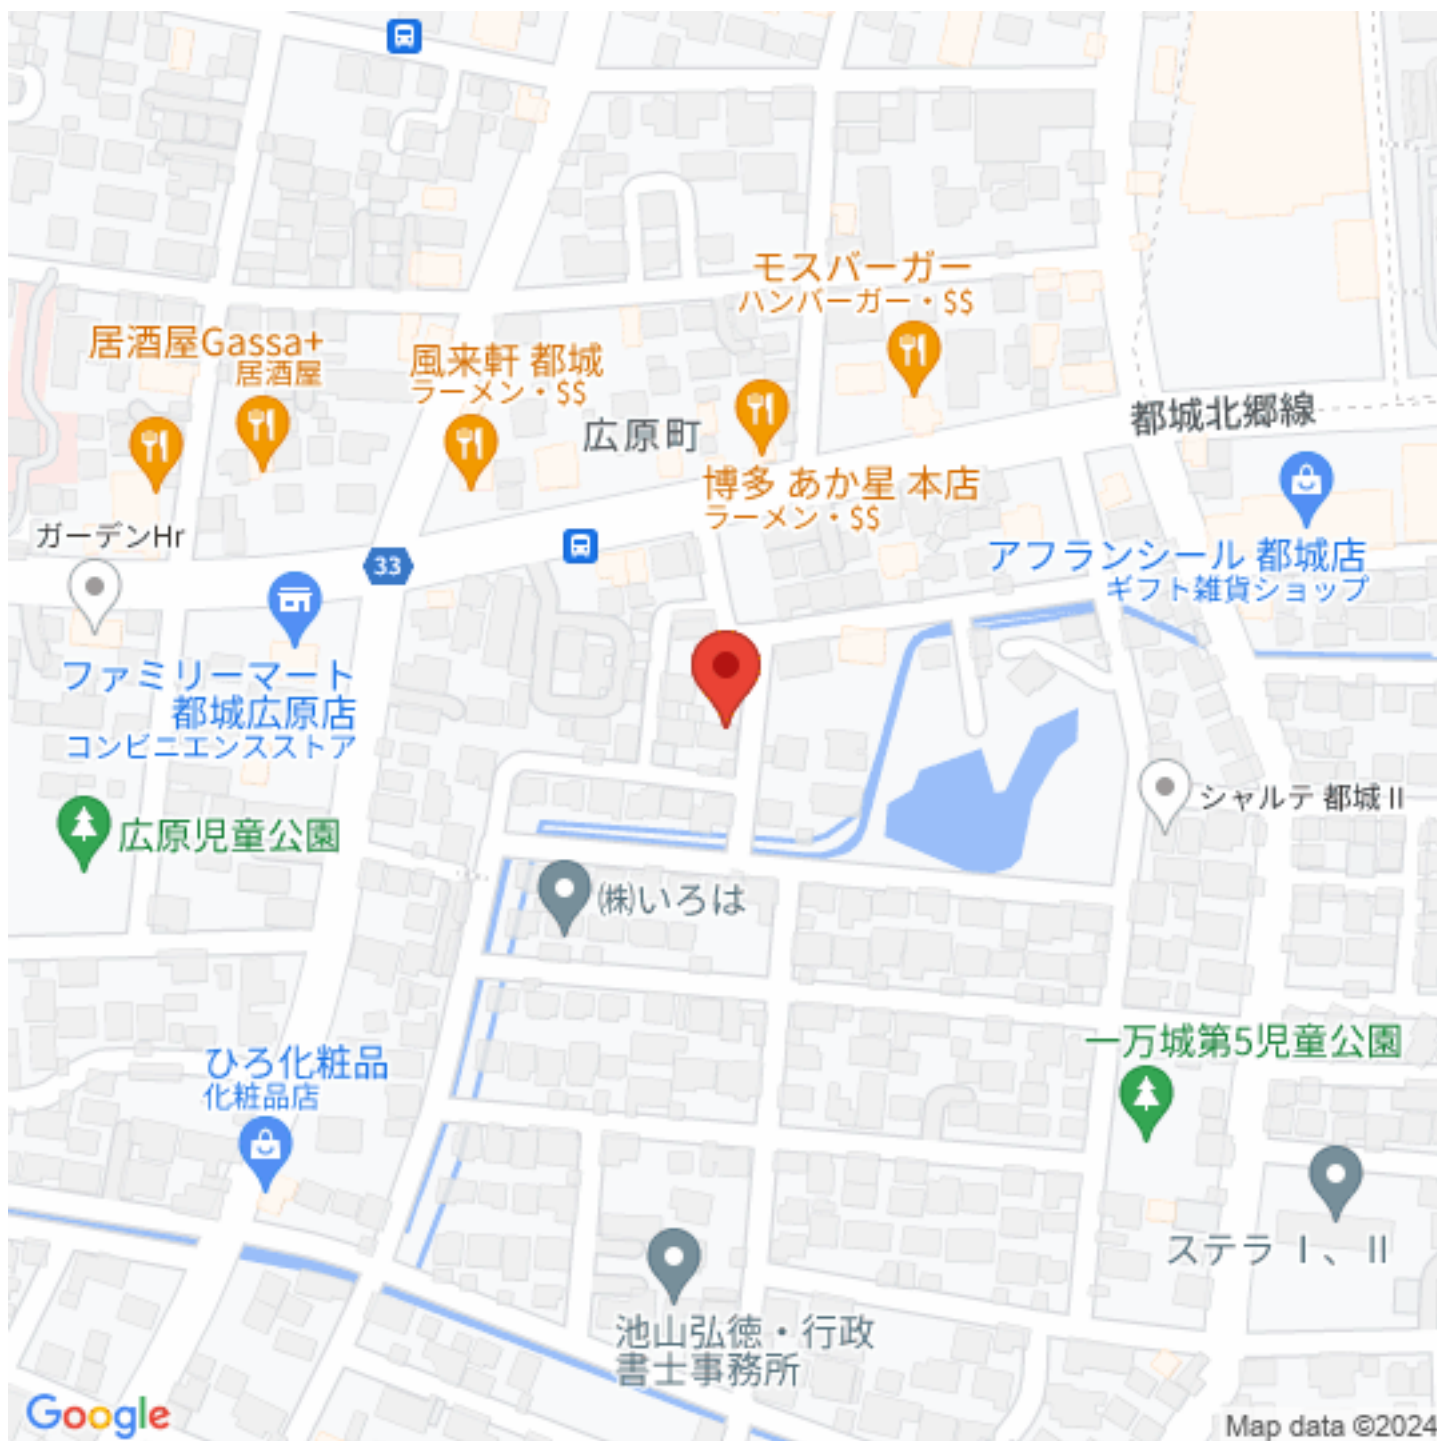 モスバーガー
ハンバーガー・$$
居酒屋Gassa+
居酒屋
風来軒 都城
ラーメン・$$
広原町
都城北郷線
博多 あか星 本店
ラーメン・$$
ガーデンHr
33
アフランシール 都城店
ギフト雑貨ショップ
ファミリーマート
都城広原店
コンビニエンスストア
シャルテ 都城 II
広原児童公園
㈱いろは
一万城第5児童公園
ひろ化粧品
化粧品店
ステラ Ⅰ、Ⅱ
池山弘徳・行政
書士事務所
Google
Map data ©2024